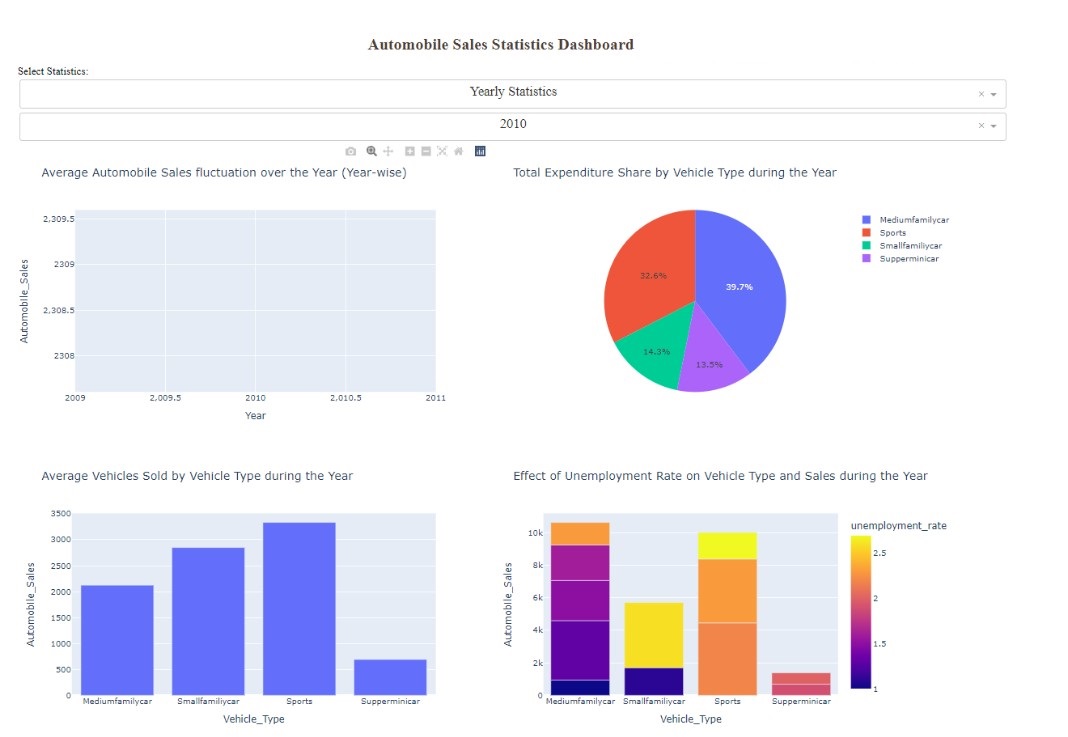 Automobile Sales Statistics Dashboard
Select Statistics:
Yearly Statistics
× 
2010
×
Average Automobile Sales fluctuation over the Year (Year-wise)
2,309.5
2309
2,308.5
2308
Automobile_Sales
2009 2,009.5 2010 2,010.5 2011
Year
Total Expenditure Share by Vehicle Type during the Year
39.7%
32.6%
14.3%
13.5%
Mediumfamilycar
Sports
Smallfamiliycar
Supperminicar
Average Vehicles Sold by Vehicle Type during the Year
3500
3000
2500
2000
1500
1000
500
0
Automobile_Sales
Mediumfamilycar Smallfamiliycar Sports Supperminicar
Vehicle_Type
Effect of Unemployment Rate on Vehicle Type and Sales during the Year
10k
8k
6k
4k
2k
0
Automobile_Sales
Mediumfamilycar Smallfamiliycar Sports Supperminicar
Vehicle_Type
unemployment_rate
2.5
2
1.5
1